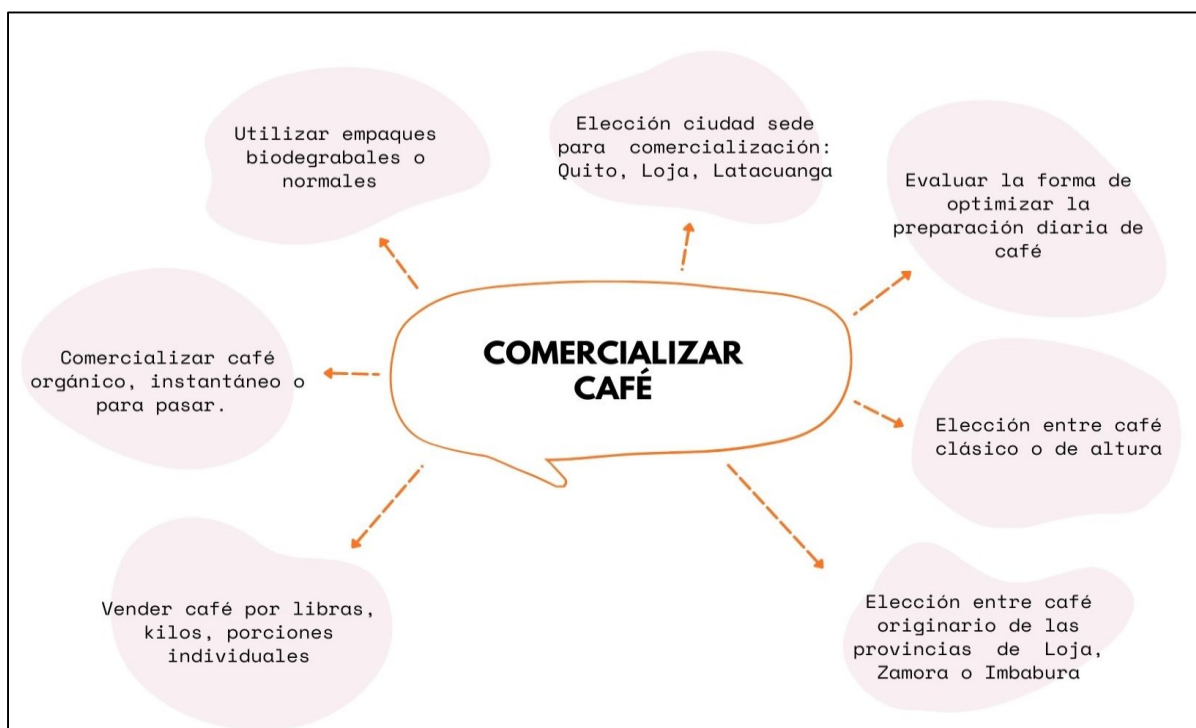 Utilizar empaques
biodegrabales o
normales
Elección ciudad sede
para comercialización:
Quito, Loja, Latacuanga
Evaluar la forma de
optimizar la
preparación diaria de
café
COMERCIALIZAR
CAFÉ
Comercializar café
orgánico, instantáneo o
para pasar.
Elección entre café
clásico o de altura
Vender café por libras,
kilos, porciones
individuales
Elección entre café
originario de las
provincias de Loja,
Zamora o Imbabura